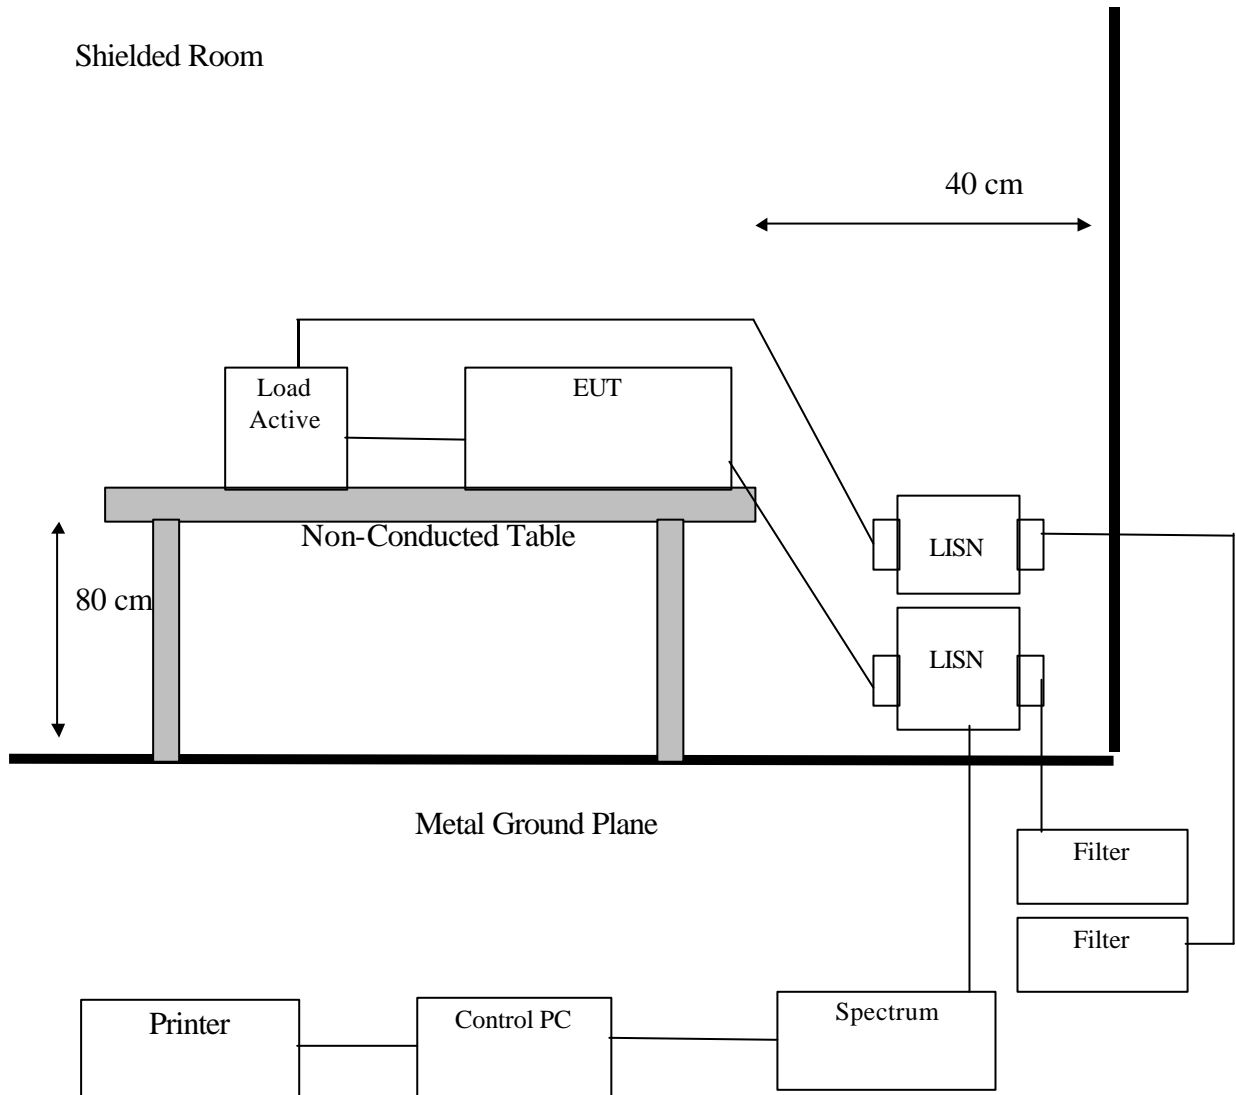 Shielded Room
40 cm
Load
Active
EUT
Non-Conducted Table
LISN
80 cm
LISN
Metal Ground Plane
Filter
Filter
Printer
Control PC
Spectrum